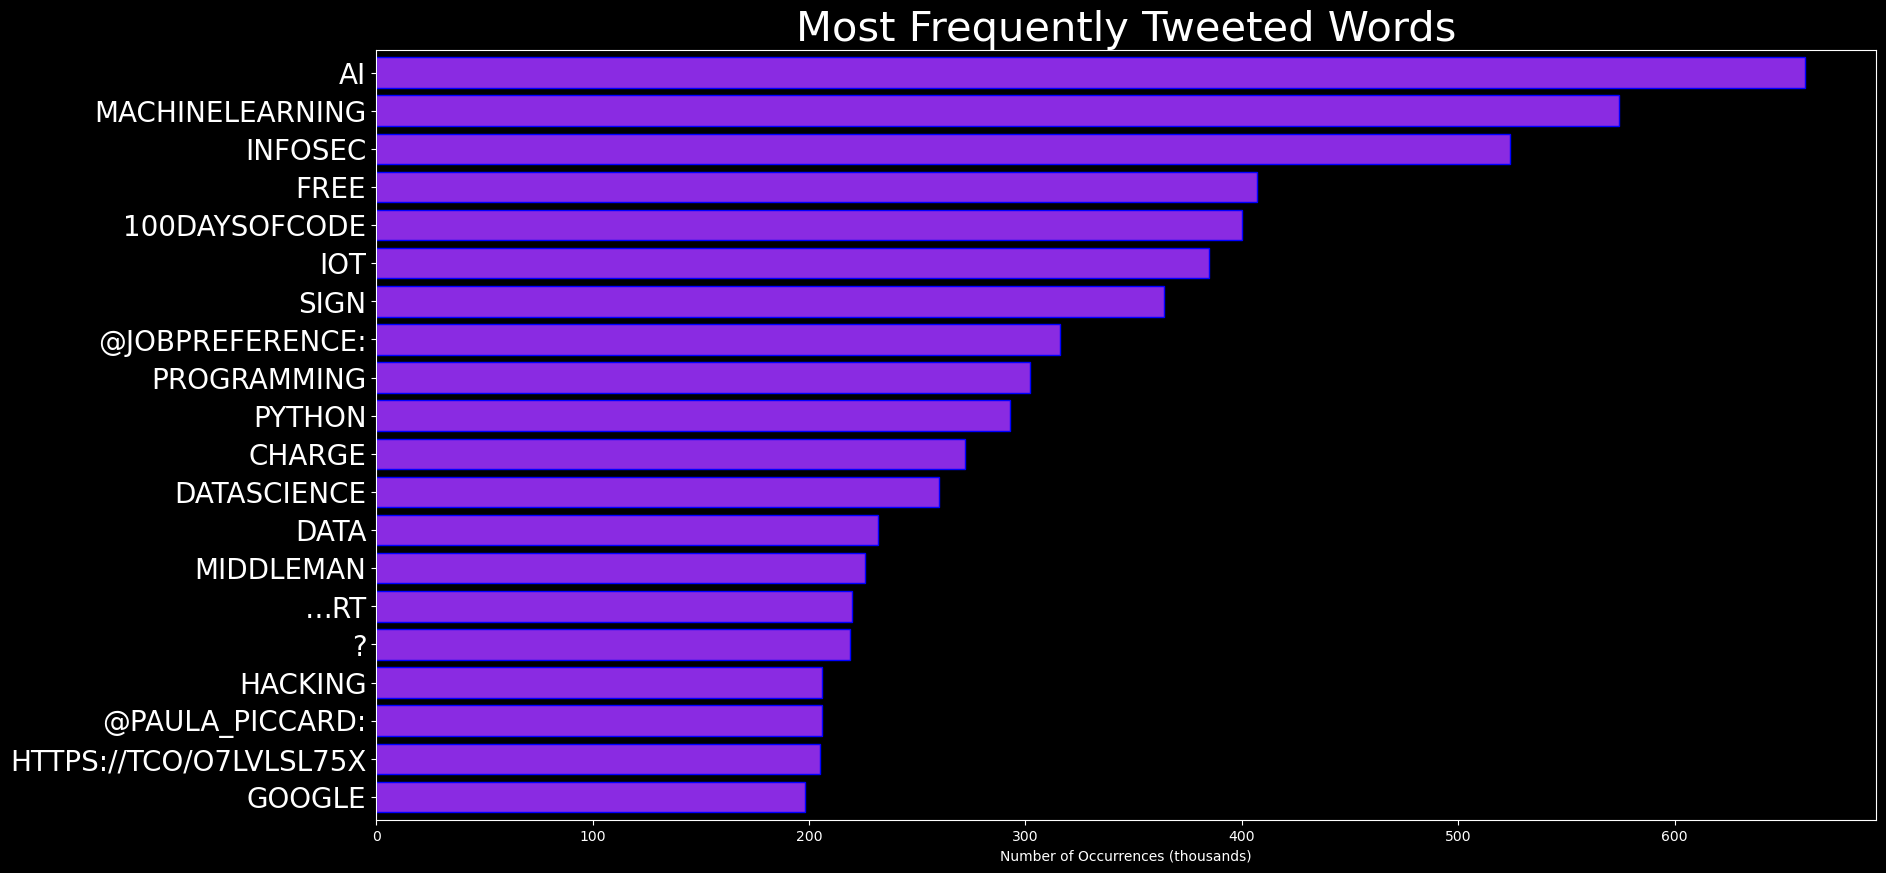 Most Frequently Tweeted Words
AI
MACHINELEARNING
INFOSEC
FREE
100DAYSOFCODE
IOT
SIGN
@JOBPREFERENCE:
PROGRAMMING
PYTHON
CHARGE
DATASCIENCE
DATA
MIDDLEMAN
…RT
?
HACKING
@PAULA_PICCARD:
HTTPS://TCO/O7LVLSL75X
GOOGLE
0 100 200 300 400 500 600
Number of Occurrences (thousands)